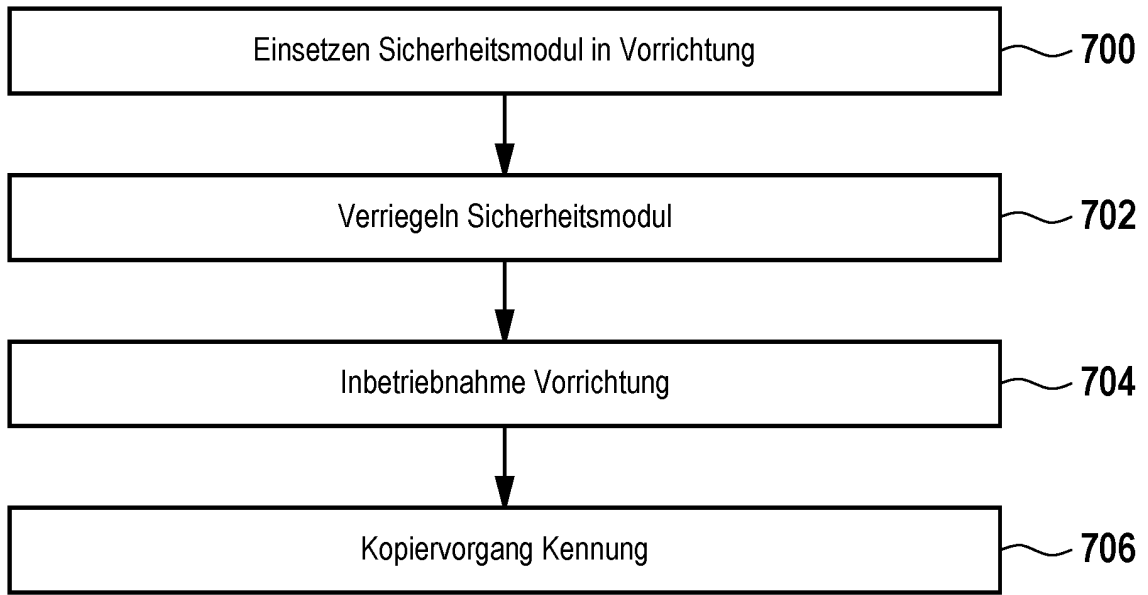 Einsetzen Sicherheitsmodul in Vorrichtung 700
Verriegeln Sicherheitsmodul 702
Inbetriebnahme Vorrichtung 704
Kopiervorgang Kennung 706